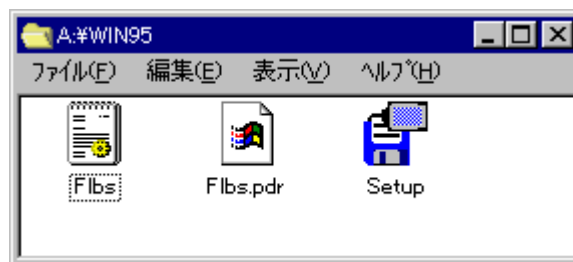 A:¥WIN95
ﾌｧｲﾙ(F) 編集(E) 表示(V) ﾍﾙﾌﾟ(H)
Flbs Flbs.pdr Setup